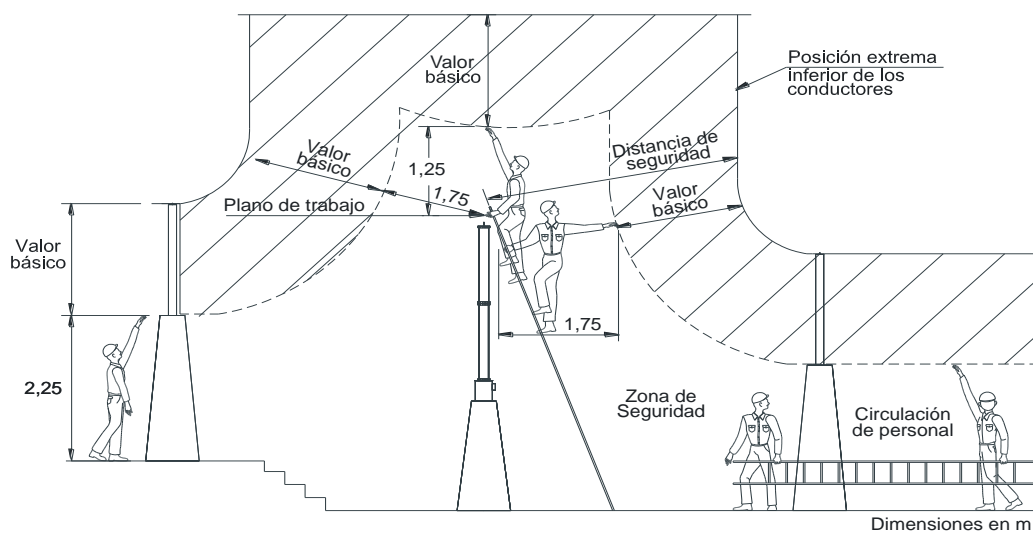 Valor
básico
Posición extrema
inferior de los
conductores
Valor
básico
1,25
1,75
Distancia de
seguridad
Valor
básico
Plano de trabajo
Valor
básico
1,75
2,25
Zona de
Seguridad
Circulación
de personal
Dimensiones en m